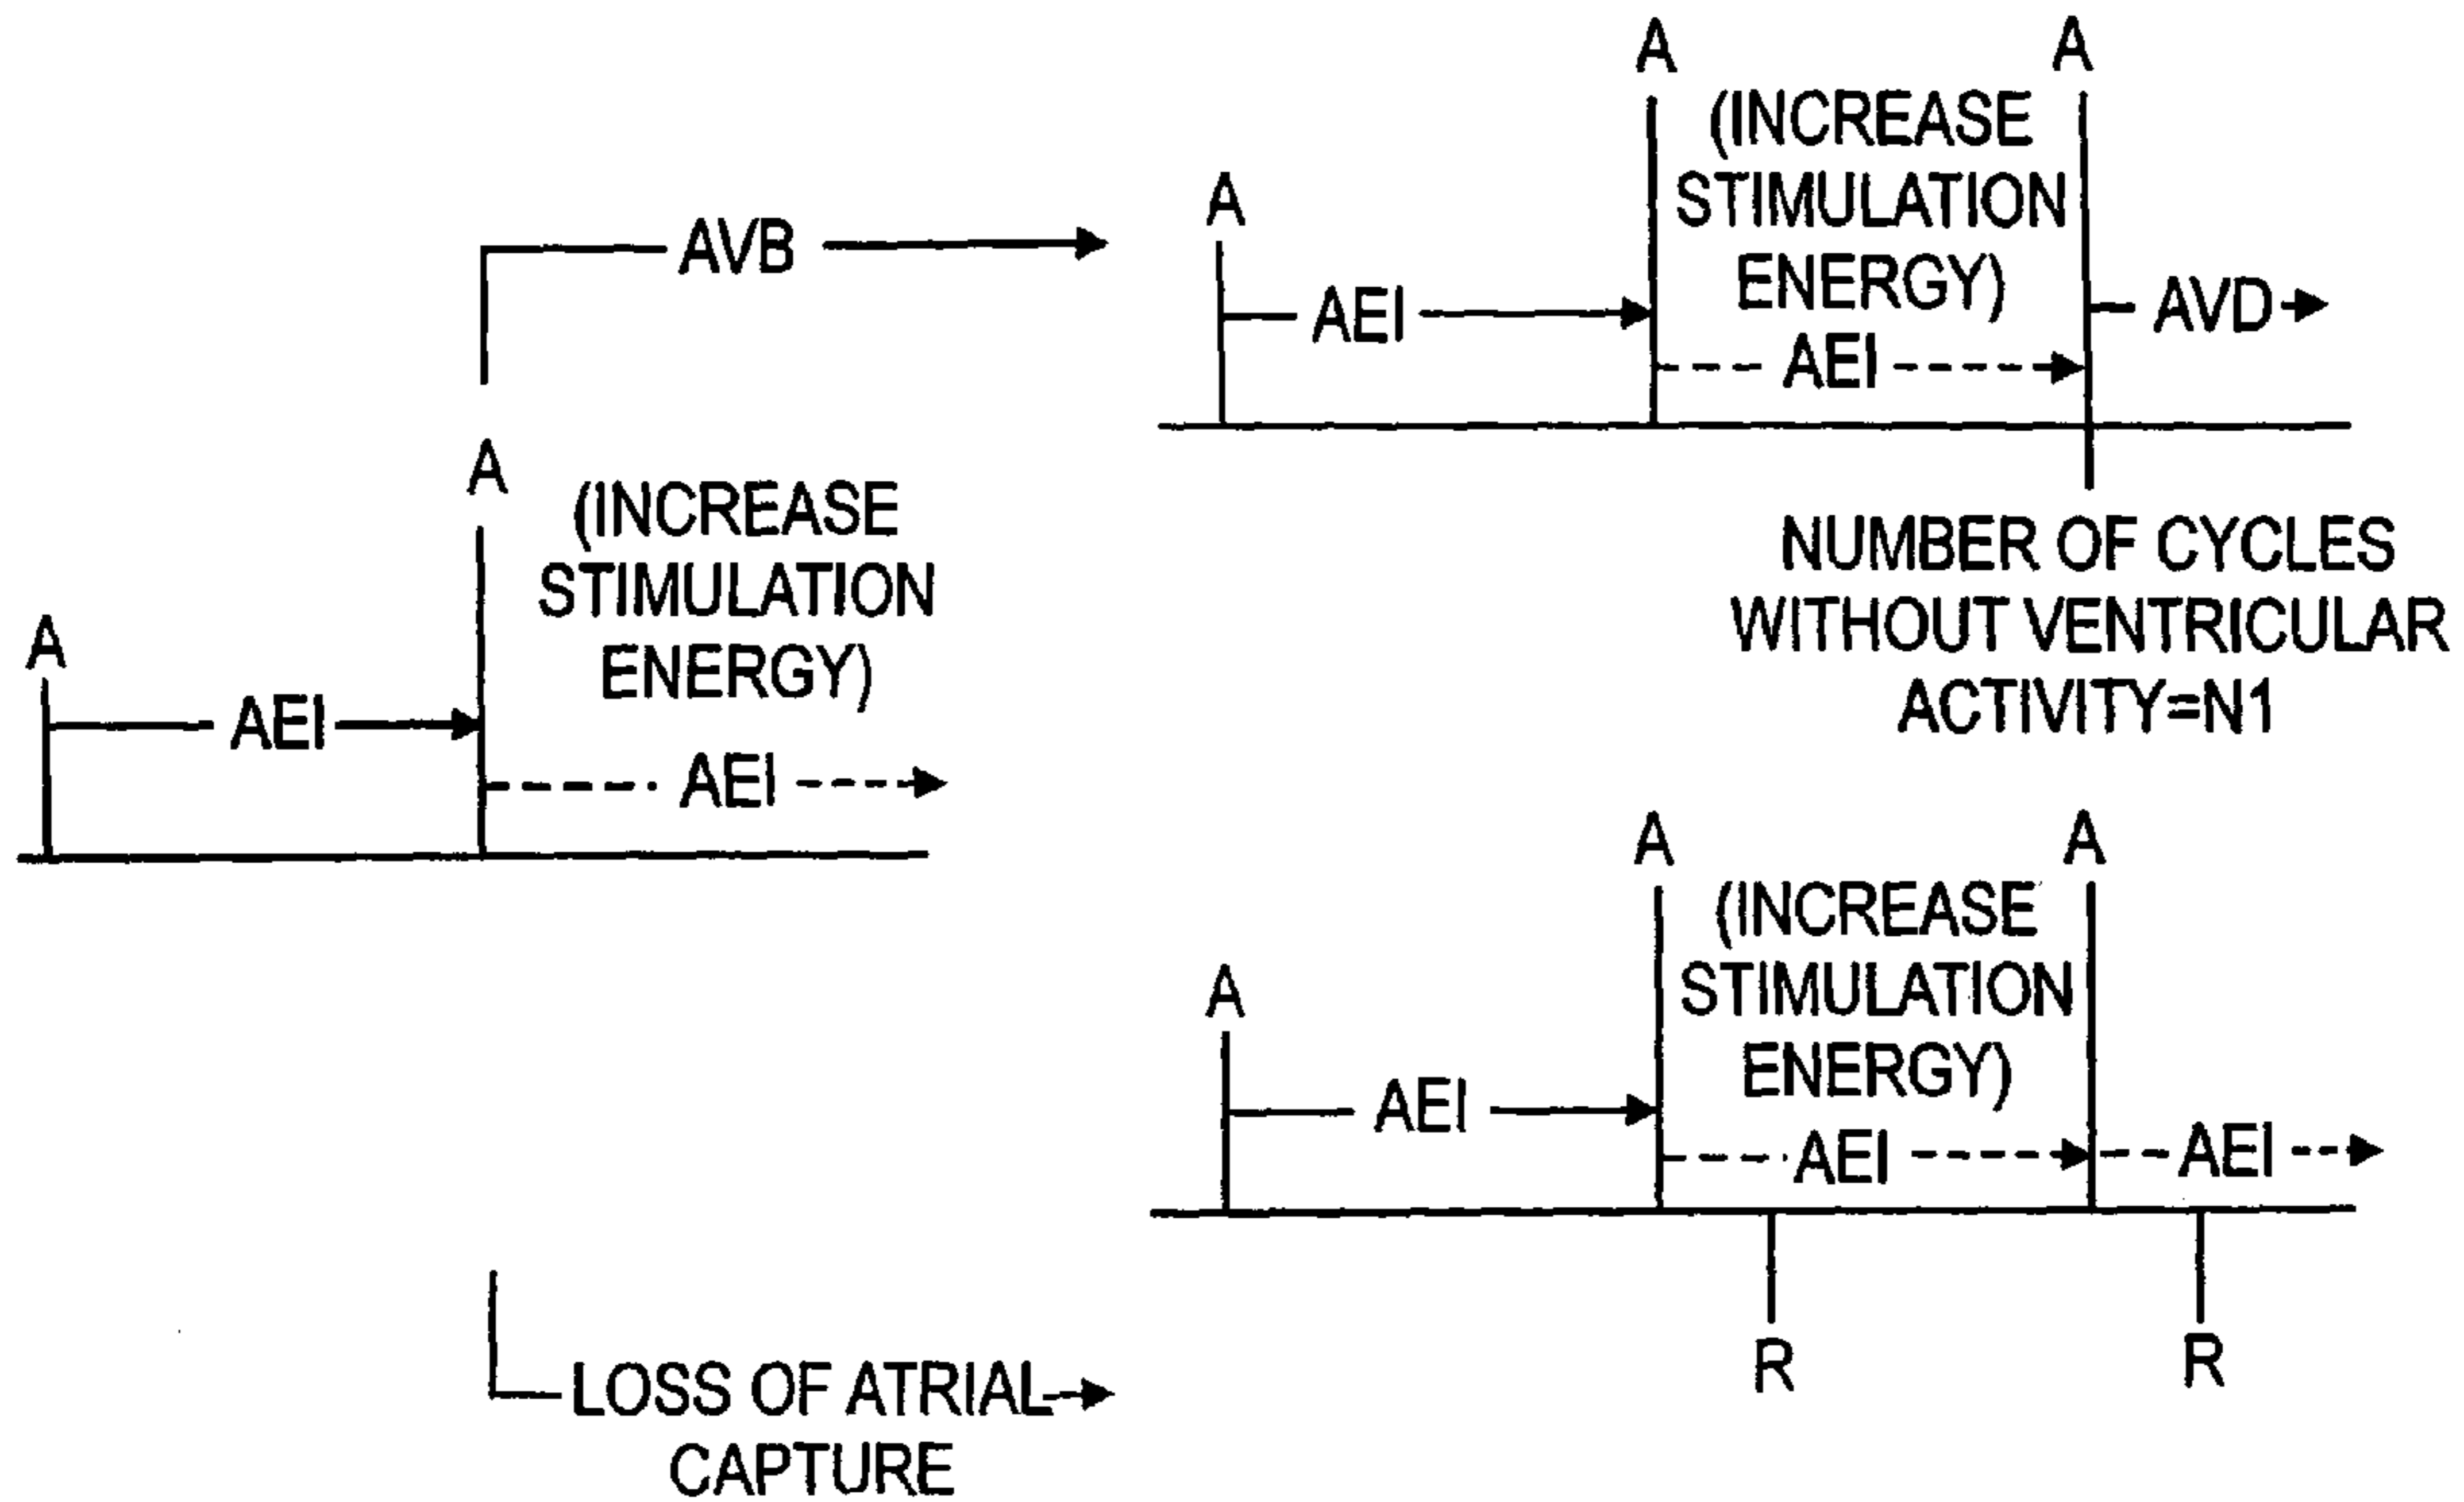 A
AEI
A
(INCREASE
STIMULATION
ENERGY)
AEI
AVB
A
AEI
A
(INCREASE
STIMULATION
ENERGY)
AEI
A
AVD
NUMBER OF CYCLES
WITHOUT VENTRICULAR
ACTIVITY=N1
LOSS OF ATRIAL
CAPTURE
A
AEI
A
(INCREASE
STIMULATION
ENERGY)
AEI
A
AEI
R
R